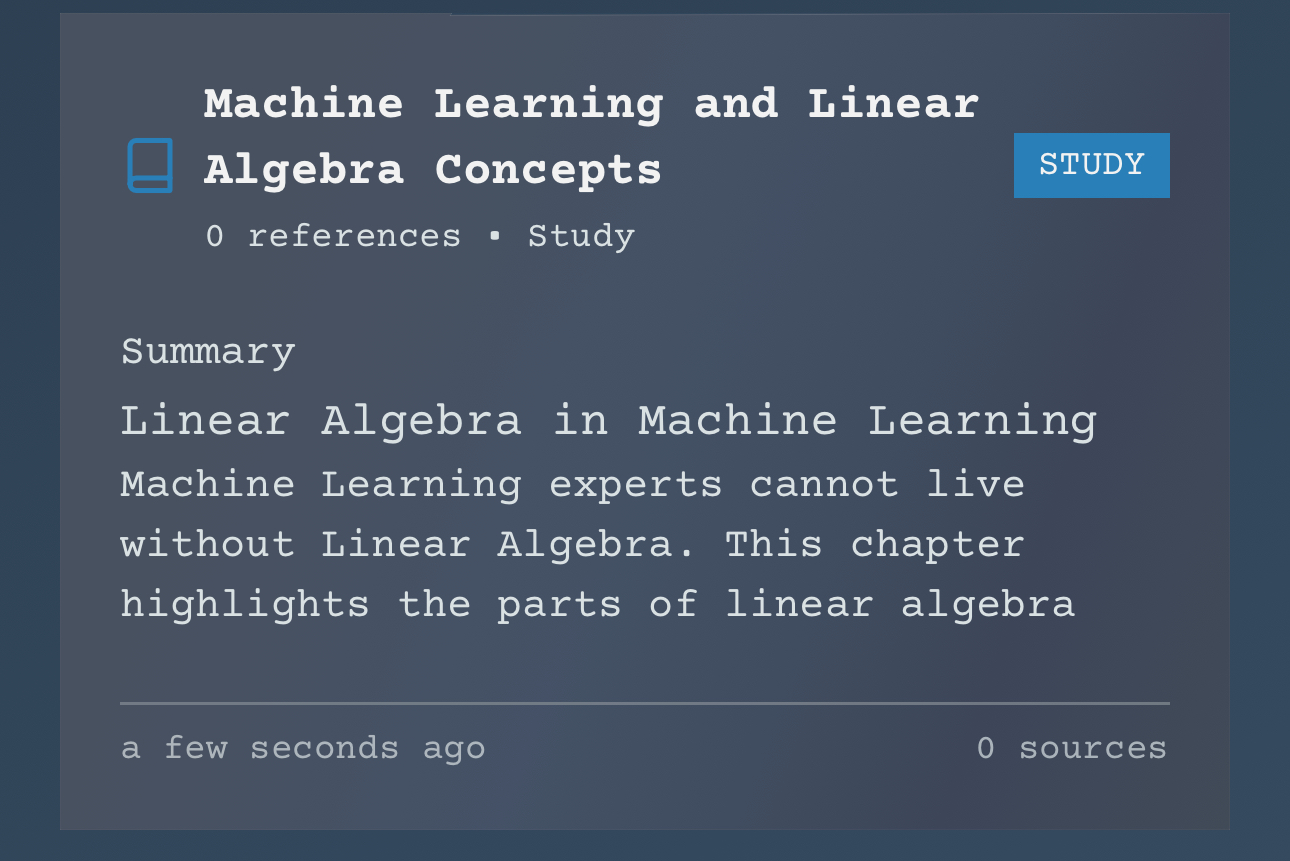 Machine Learning and Linear
Algebra Concepts
STUDY
0 references • Study
Summary
Linear Algebra in Machine Learning
Machine Learning experts cannot live
without Linear Algebra. This chapter
highlights the parts of linear algebra
a few seconds ago
0 sources